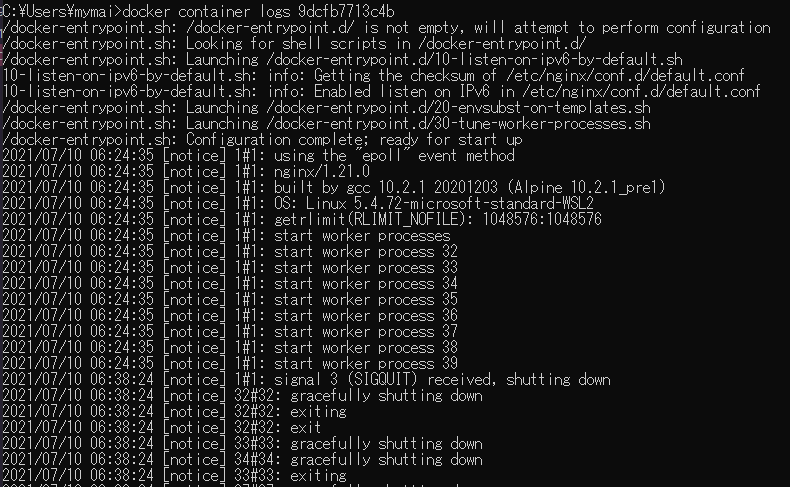 C:¥Users¥mymai>docker container logs 9dcfb7713c4b
/docker-entrypoint.sh: /docker-entrypoint.d/ is not empty, will attempt to perform configuration
/docker-entrypoint.sh: Looking for shell scripts in /docker-entrypoint.d/
/docker-entrypoint.sh: Launching /docker-entrypoint.d/10-listen-on-ipv6-by-default.sh
10-listen-on-ipv6-by-default.sh: info: Getting the checksum of /etc/nginx/conf.d/default.conf
10-listen-on-ipv6-by-default.sh: info: Enabled listen on IPv6 in /etc/nginx/conf.d/default.conf
/docker-entrypoint.sh: Launching /docker-entrypoint.d/20-envsubst-on-templates.sh
/docker-entrypoint.sh: Launching /docker-entrypoint.d/30-tune-worker-processes.sh
/docker-entrypoint.sh: Configuration complete; ready for start up
2021/07/10 06:24:35 [notice] 1#1: using the "epoll" event method
2021/07/10 06:24:35 [notice] 1#1: nginx/1.21.0
2021/07/10 06:24:35 [notice] 1#1: built by gcc 10.2.1 20201203 (Alpine 10.2.1_pre1)
2021/07/10 06:24:35 [notice] 1#1: OS: Linux 5.4.72-microsoft-standard-WSL2
2021/07/10 06:24:35 [notice] 1#1: getrlimit(RLIMIT_NOFILE): 1048576:1048576
2021/07/10 06:24:35 [notice] 1#1: start worker processes
2021/07/10 06:24:35 [notice] 1#1: start worker process 32
2021/07/10 06:24:35 [notice] 1#1: start worker process 33
2021/07/10 06:24:35 [notice] 1#1: start worker process 34
2021/07/10 06:24:35 [notice] 1#1: start worker process 35
2021/07/10 06:24:35 [notice] 1#1: start worker process 36
2021/07/10 06:24:35 [notice] 1#1: start worker process 37
2021/07/10 06:24:35 [notice] 1#1: start worker process 38
2021/07/10 06:24:35 [notice] 1#1: start worker process 39
2021/07/10 06:38:24 [notice] 1#1: signal 3 (SIGQUIT) received, shutting down
2021/07/10 06:38:24 [notice] 32#32: gracefully shutting down
2021/07/10 06:38:24 [notice] 32#32: exiting
2021/07/10 06:38:24 [notice] 32#32: exit
2021/07/10 06:38:24 [notice] 33#33: gracefully shutting down
2021/07/10 06:38:24 [notice] 34#34: gracefully shutting down
2021/07/10 06:38:24 [notice] 33#33: exiting